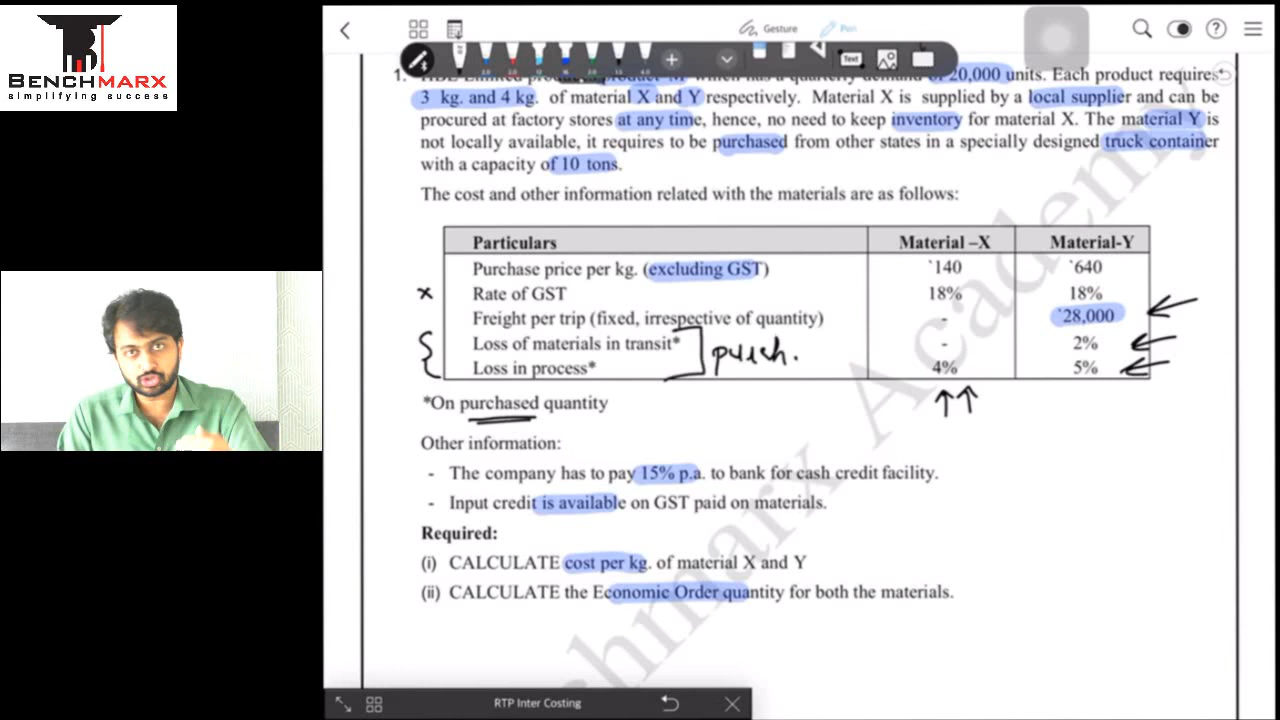 BENCHMARX
simplifying success
Gesture Pen
Text
1. product M which has a quarterly demand of 20,000 units. Each product requires
3 kg. and 4 kg. of material X and Y respectively. Material X is supplied by a local supplier and can be
procured at factory stores at any time, hence, no need to keep inventory for material X. The material Y is
not locally available, it requires to be purchased from other states in a specially designed truck container
with a capacity of 10 tons.
The cost and other information related with the materials are as follows:
Particulars Material –X Material-Y
Purchase price per kg. (excluding GST) `140 `640
x Rate of GST 18% 18%
Freight per trip (fixed, irrespective of quantity) - `28,000
Loss of materials in transit* - 2%
purch.
Loss in process* 4% 5%
*On purchased quantity
Other information:
- The company has to pay 15% p.a. to bank for cash credit facility.
- Input credit is available on GST paid on materials.
Required:
(i) CALCULATE cost per kg. of material X and Y
(ii) CALCULATE the Economic Order quantity for both the materials.
RTP Inter Costing